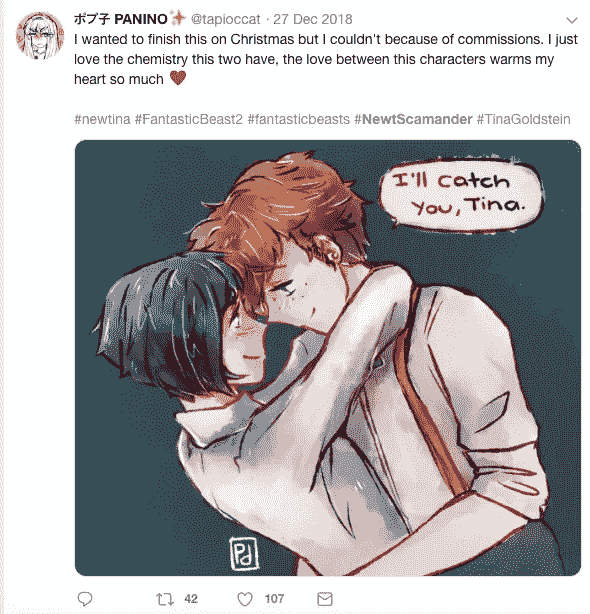 ポプ子 PANINO @tapioccat · 27 Dec 2018
I wanted to finish this on Christmas but I couldn't because of commissions. I just
love the chemistry this two have, the love between this characters warms my
heart so much
#newtina #FantasticBeast2 #fantasticbeasts #NewtScamander #TinaGoldstein
I'll catch
you, Tina.
Pd
42 107